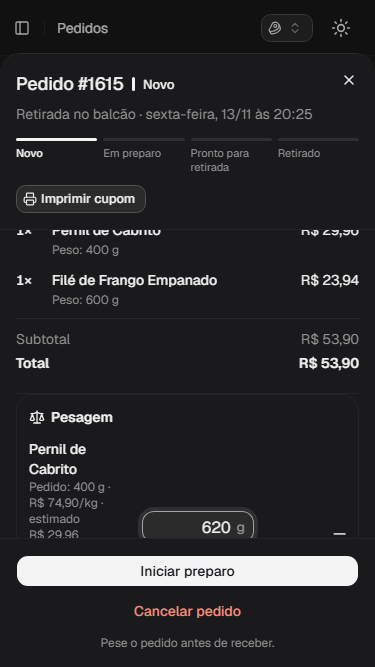 Pedidos
Pedido #1615 | Novo
Retirada no balcão · sexta-feira, 13/11 às 20:25
Novo
Em preparo
Pronto para
retirada
Retirado
Imprimir cupom
1× Pernil de Cabrito R$ 29,96
Peso: 400 g
1× Filé de Frango Empanado R$ 23,94
Peso: 600 g
Subtotal R$ 53,90
Total R$ 53,90
Pesagem
Pernil de
Cabrito
Pedido: 400 g ·
R$ 74,90/kg ·
estimado
R$ 29,96
620 g
—
Iniciar preparo
Cancelar pedido
Pese o pedido antes de receber.